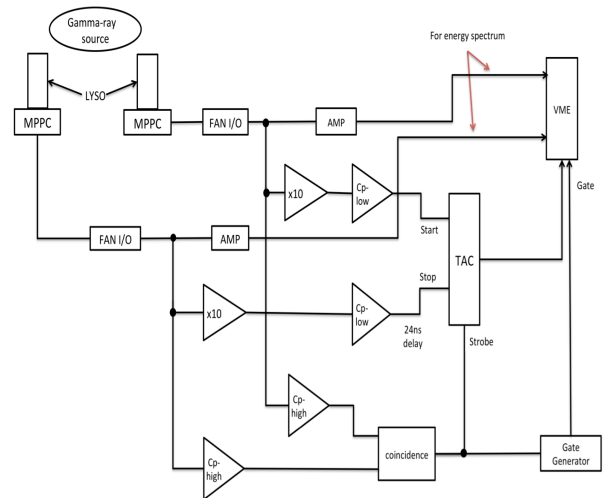 Gamma-ray
source
For energy spectrum
LYSO
VME
MPPC
MPPC
FAN I/O
AMP
Gate
x10
Cp-
low
Start
FAN I/O
AMP
TAC
Stop
x10
Cp-
low
24ns
delay
Strobe
Cp-
high
coincidence
Gate
Generator
Cp-
high